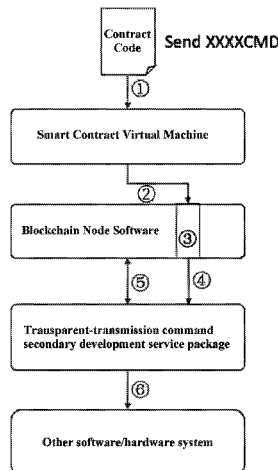 Contract
Code
Send XXXXCMD
①
Smart Contract Virtual Machine
②
Blockchain Node Software
③
⑤
④
Transparent-transmission command
secondary development service package
⑥
Other software/hardware system